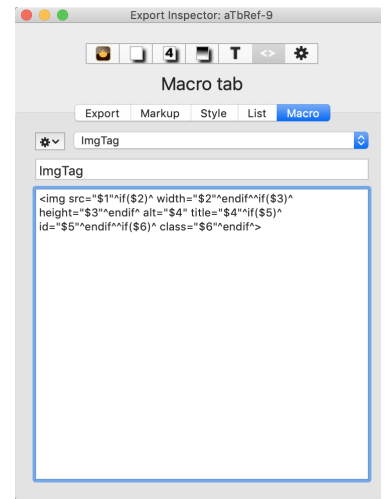 Export Inspector: aTbRef-9
4 T <>
Macro tab
Export Markup Style List Macro
ImgTag
ImgTag
<img src="$1"^if($2)^ width="$2"^endif^^if($3)^
height="$3"^endif^ alt="$4" title="$4"^if($5)^
id="$5"^endif^^if($6)^ class="$6"^endif^>